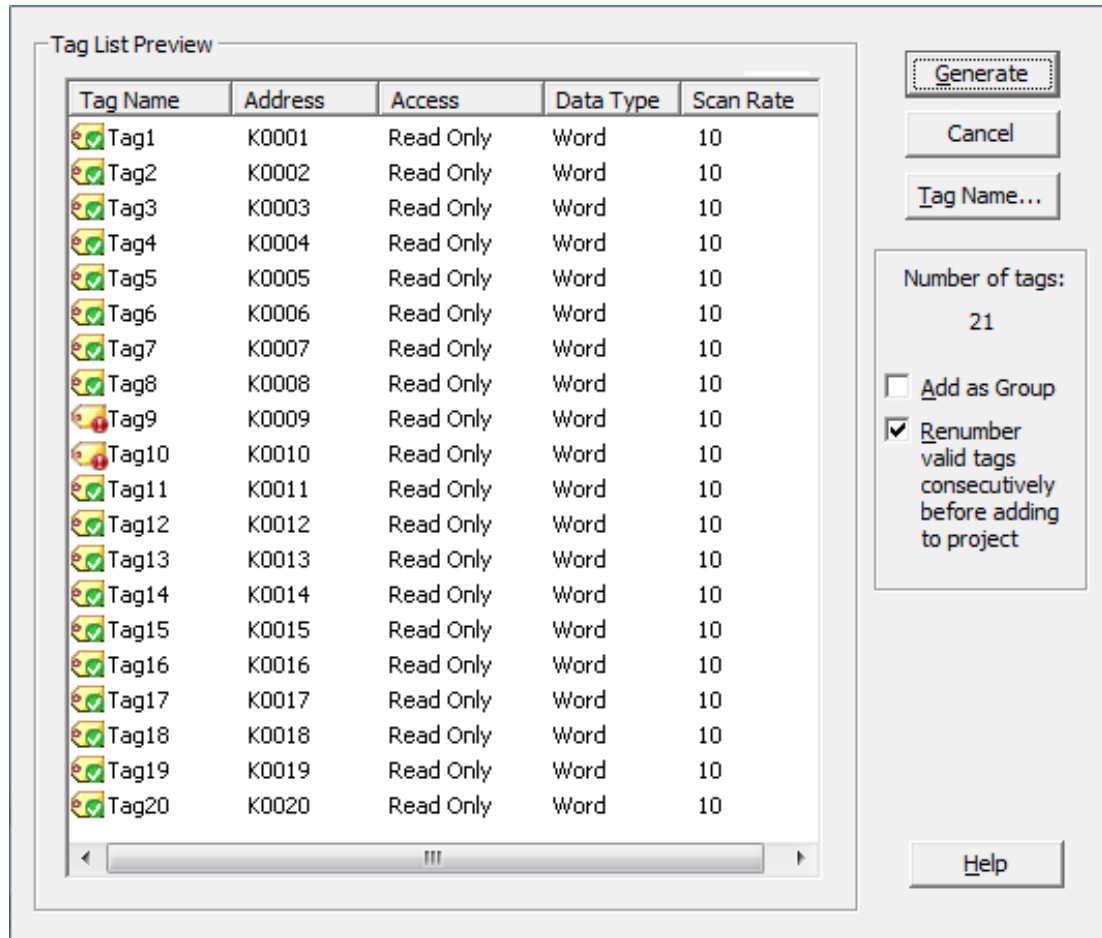 Tag List Preview
Tag Name Address Access Data Type Scan Rate
Tag1 K0001 Read Only Word 10
Tag2 K0002 Read Only Word 10
Tag3 K0003 Read Only Word 10
Tag4 K0004 Read Only Word 10
Tag5 K0005 Read Only Word 10
Tag6 K0006 Read Only Word 10
Tag7 K0007 Read Only Word 10
Tag8 K0008 Read Only Word 10
Tag9 K0009 Read Only Word 10
Tag10 K0010 Read Only Word 10
Tag11 K0011 Read Only Word 10
Tag12 K0012 Read Only Word 10
Tag13 K0013 Read Only Word 10
Tag14 K0014 Read Only Word 10
Tag15 K0015 Read Only Word 10
Tag16 K0016 Read Only Word 10
Tag17 K0017 Read Only Word 10
Tag18 K0018 Read Only Word 10
Tag19 K0019 Read Only Word 10
Tag20 K0020 Read Only Word 10
Generate
Cancel
Tag Name...
Number of tags:
21
Add as Group
Renumber
valid tags
consecutively
before adding
to project
Help